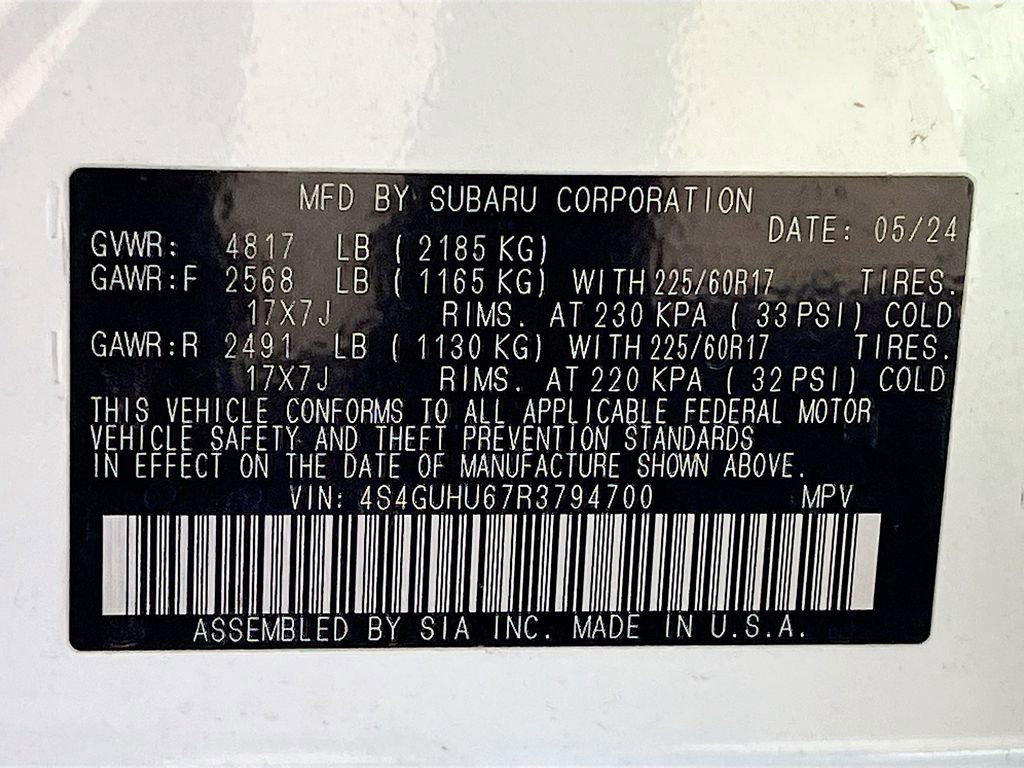 MFD BY SUBARU CORPORATION
DATE: 05/24
GVWR: 4817 LB ( 2185 KG)
GAWR:F 2568 LB ( 1165 KG) WITH 225/60R17 TIRES.
17X7J RIMS. AT 230 KPA ( 33 PSI) COLD
GAWR:R 2491 LB ( 1130 KG) WITH 225/60R17 TIRES.
17X7J RIMS. AT 220 KPA ( 32 PSI) COLD
THIS VEHICLE CONFORMS TO ALL APPLICABLE FEDERAL MOTOR
VEHICLE SAFETY AND THEFT PREVENTION STANDARDS
IN EFFECT ON THE DATE OF MANUFACTURE SHOWN ABOVE.
VIN: 4S4GUHU67R3794700 MPV
ASSEMBLED BY SIA INC. MADE IN U.S.A.